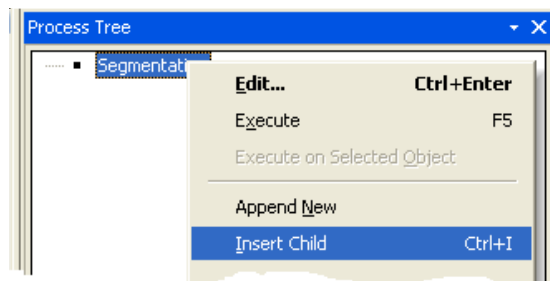 Process Tree
Segmentati
Edit... Ctrl+Enter
Execute F5
Execute on Selected Object
Append New
Insert Child Ctrl+I